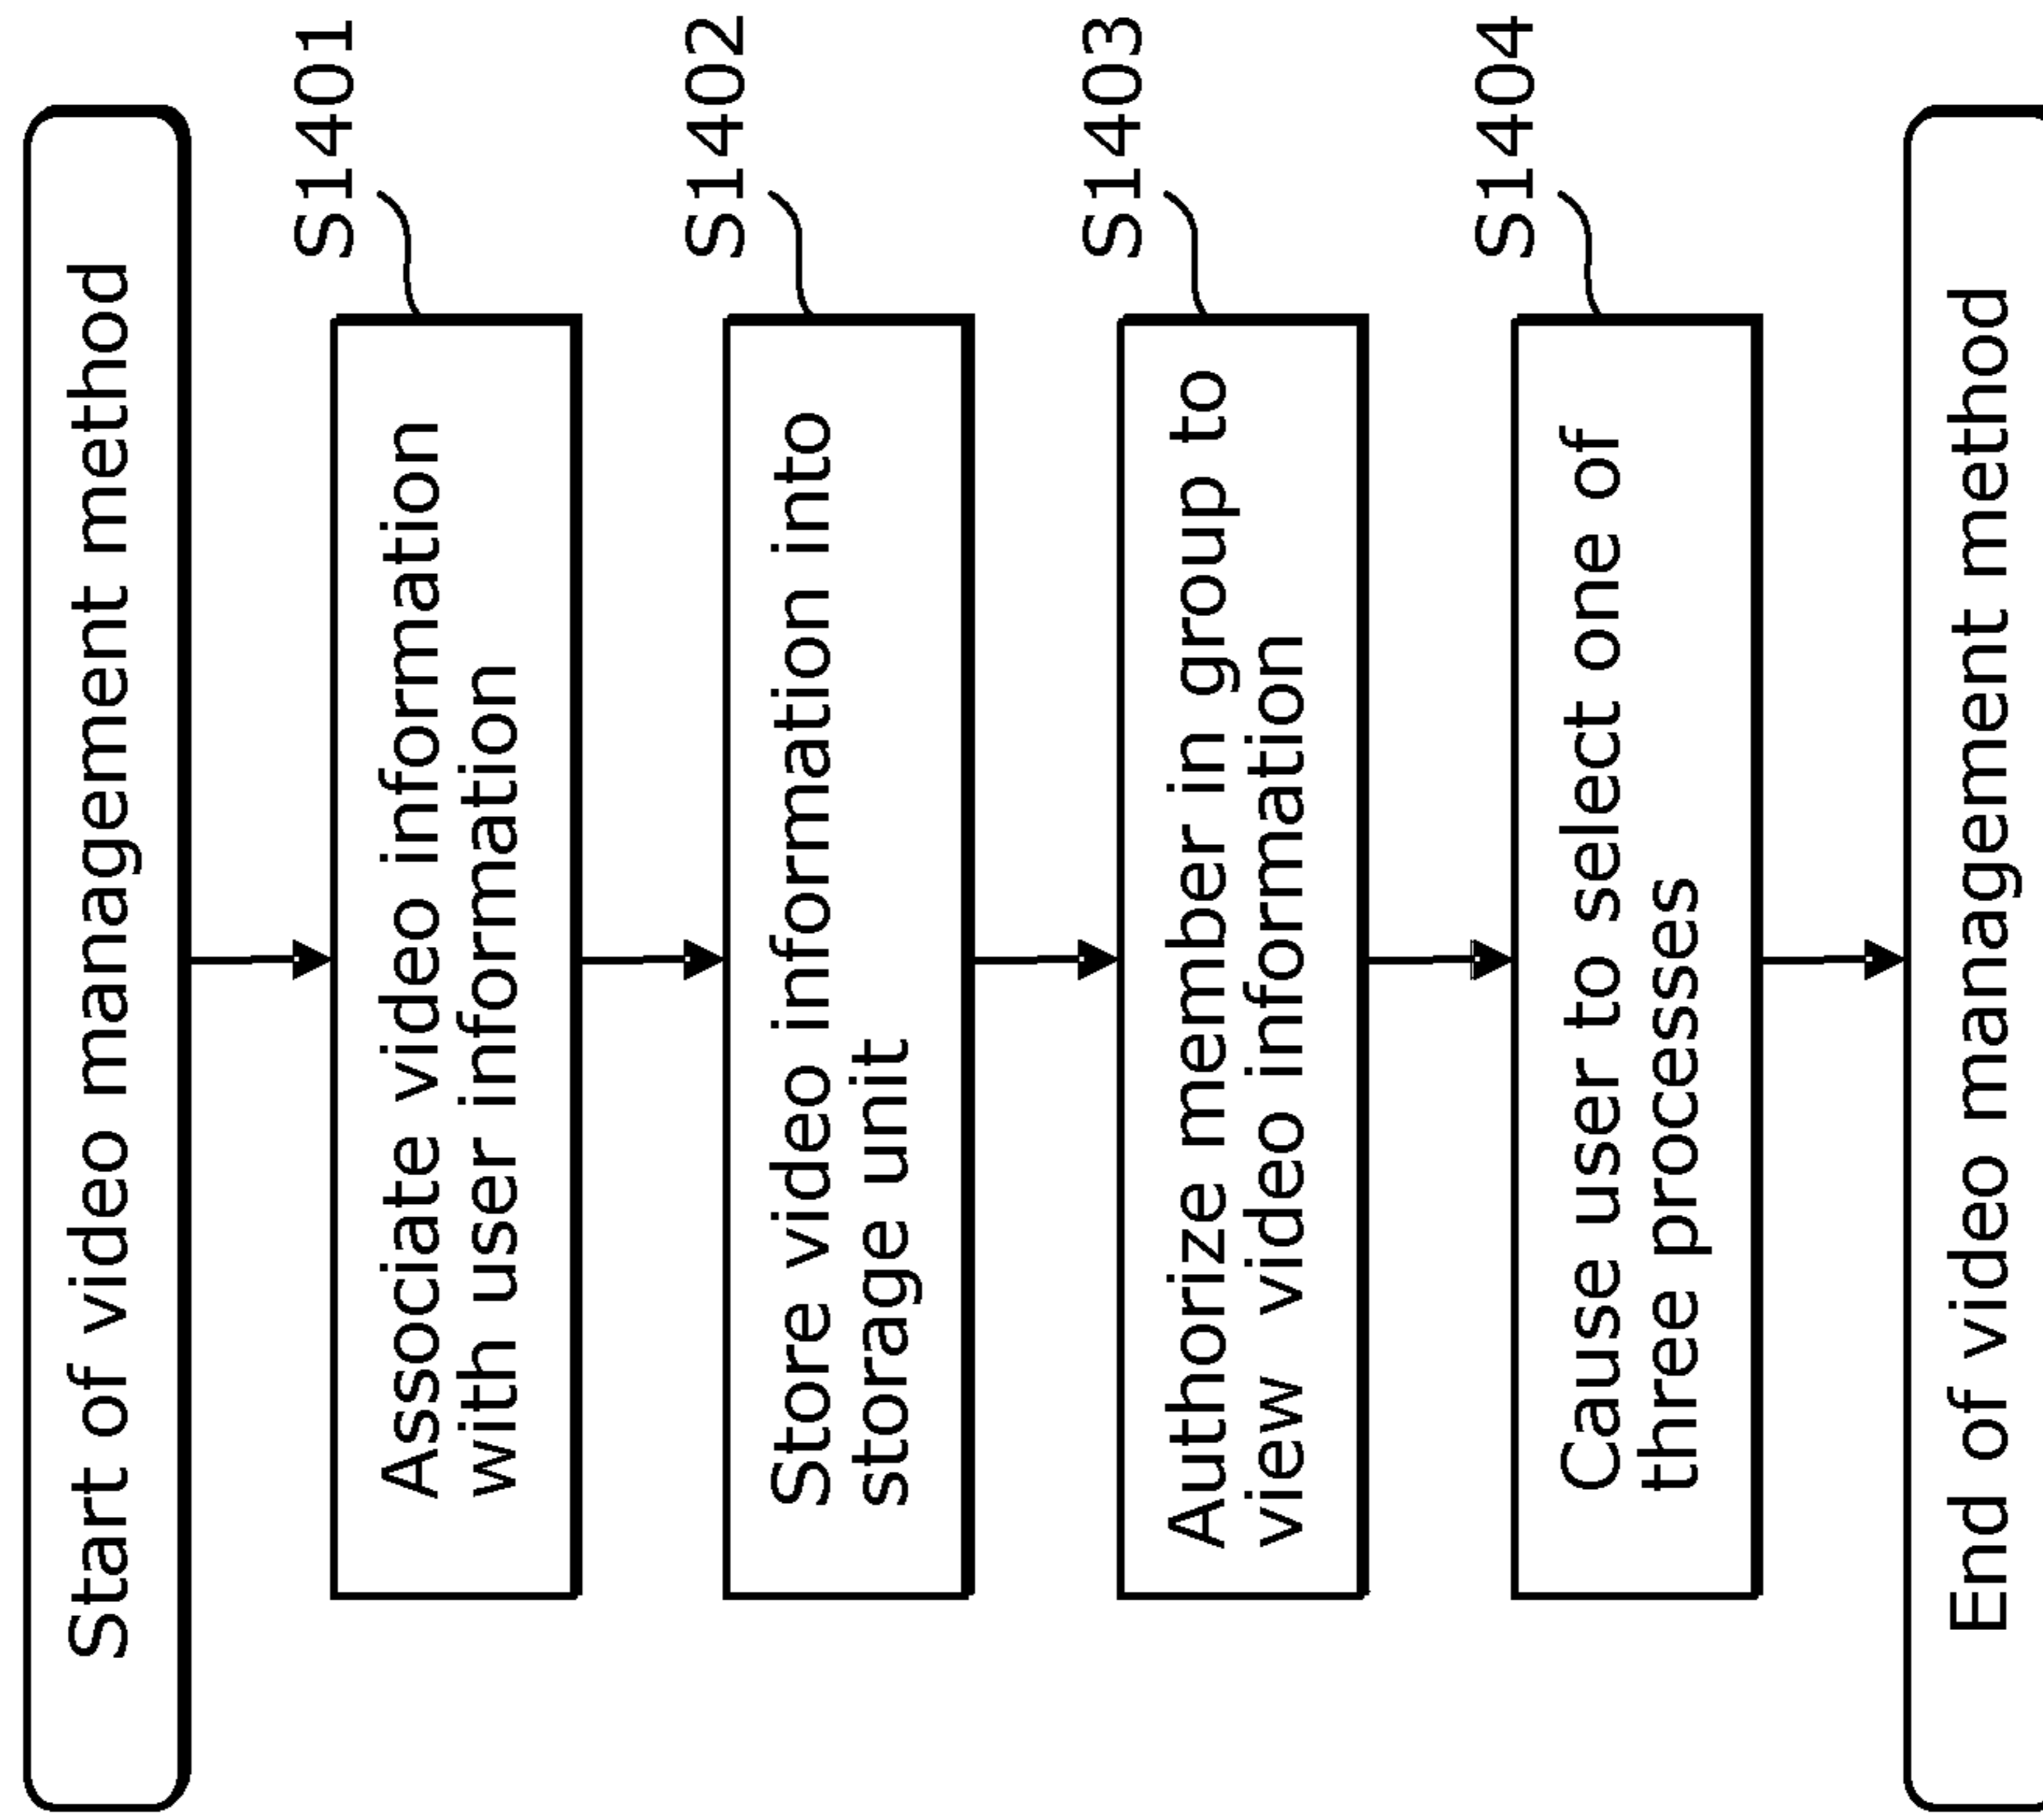 Start of video management method
S1401
Associate video information
with user information
S1402
Store video information into
storage unit
S1403
Authorize member in group to
view video information
S1404
Cause user to select one of
three processes
End of video management method